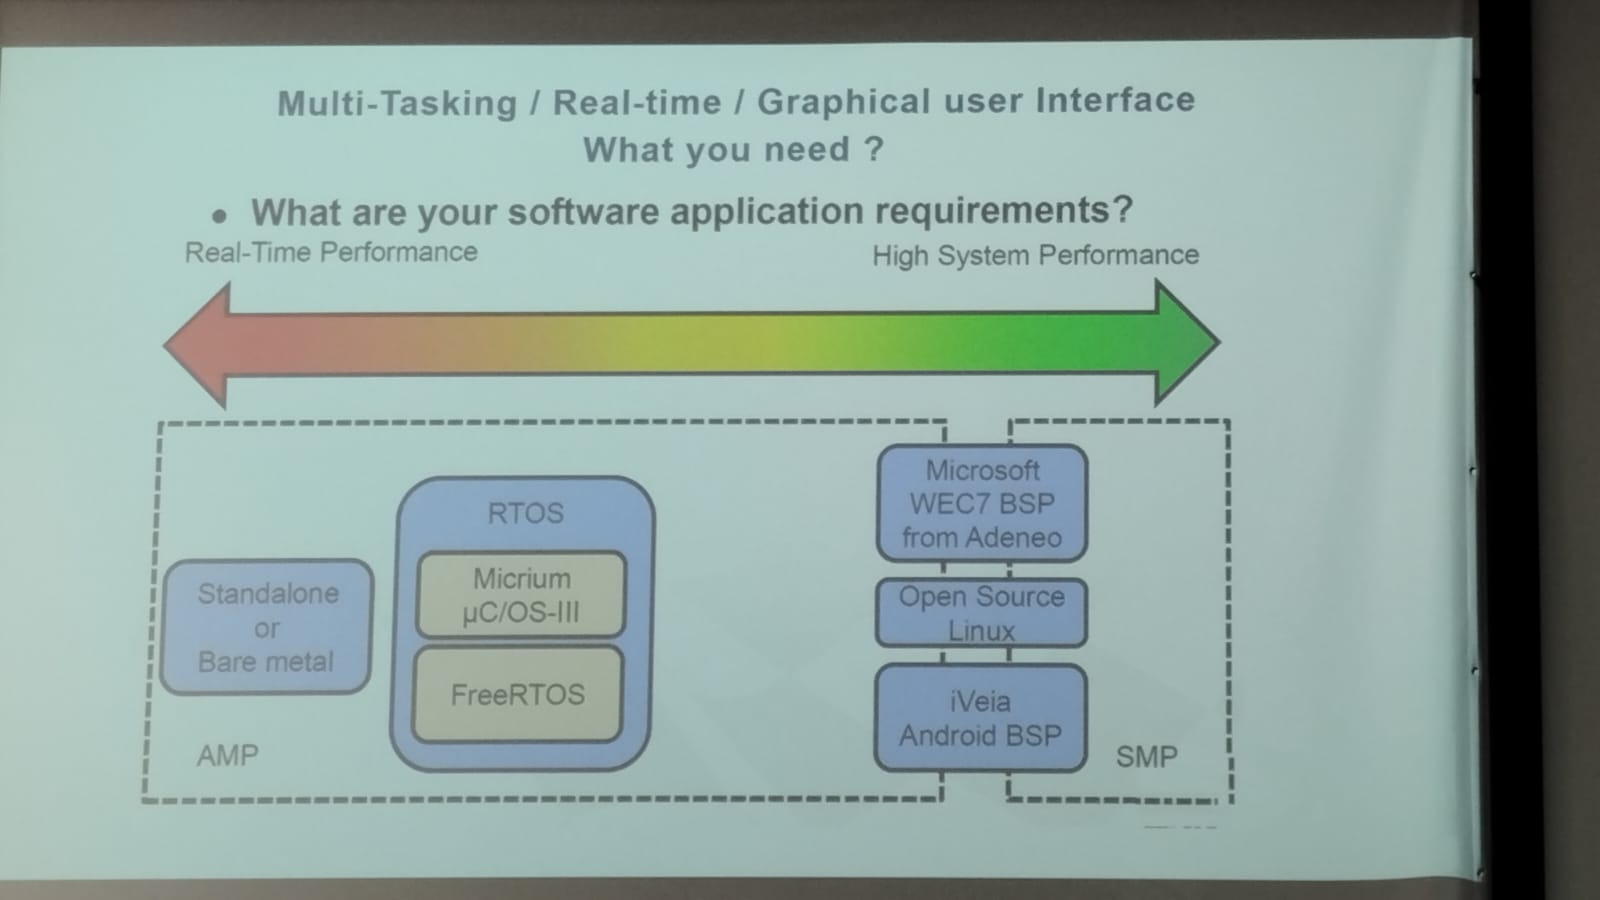 Multi-Tasking / Real-time / Graphical user Interface
What you need ?
• What are your software application requirements?
Real-Time Performance
High System Performance
Standalone
or
Bare metal
AMP
RTOS
Micrium
µC/OS-III
FreeRTOS
Microsoft
WEC7 BSP
from Adeneo
Open Source
Linux
iVeia
Android BSP
SMP